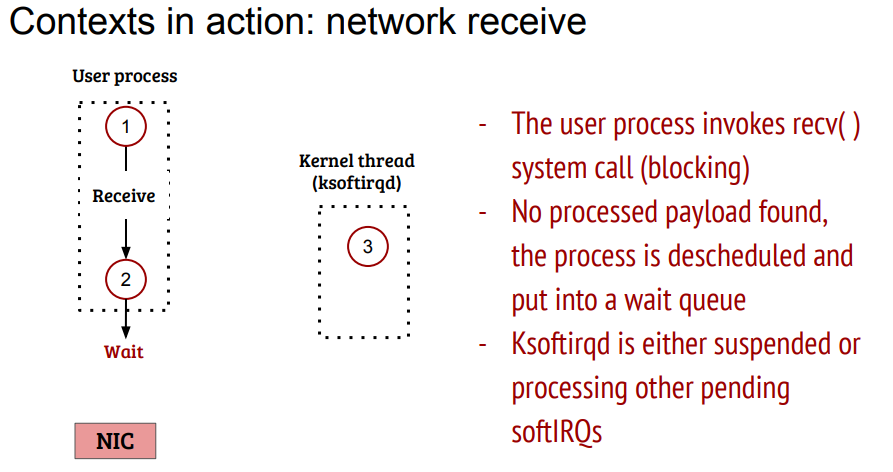 Contexts in action: network receive
User process
1
Receive
2
Wait
NIC
Kernel thread
(ksoftirqd)
3
- The user process invokes recv( )
system call (blocking)
- No processed payload found,
the process is descheduled and
put into a wait queue
- Ksoftirqd is either suspended or
processing other pending
softIRQs